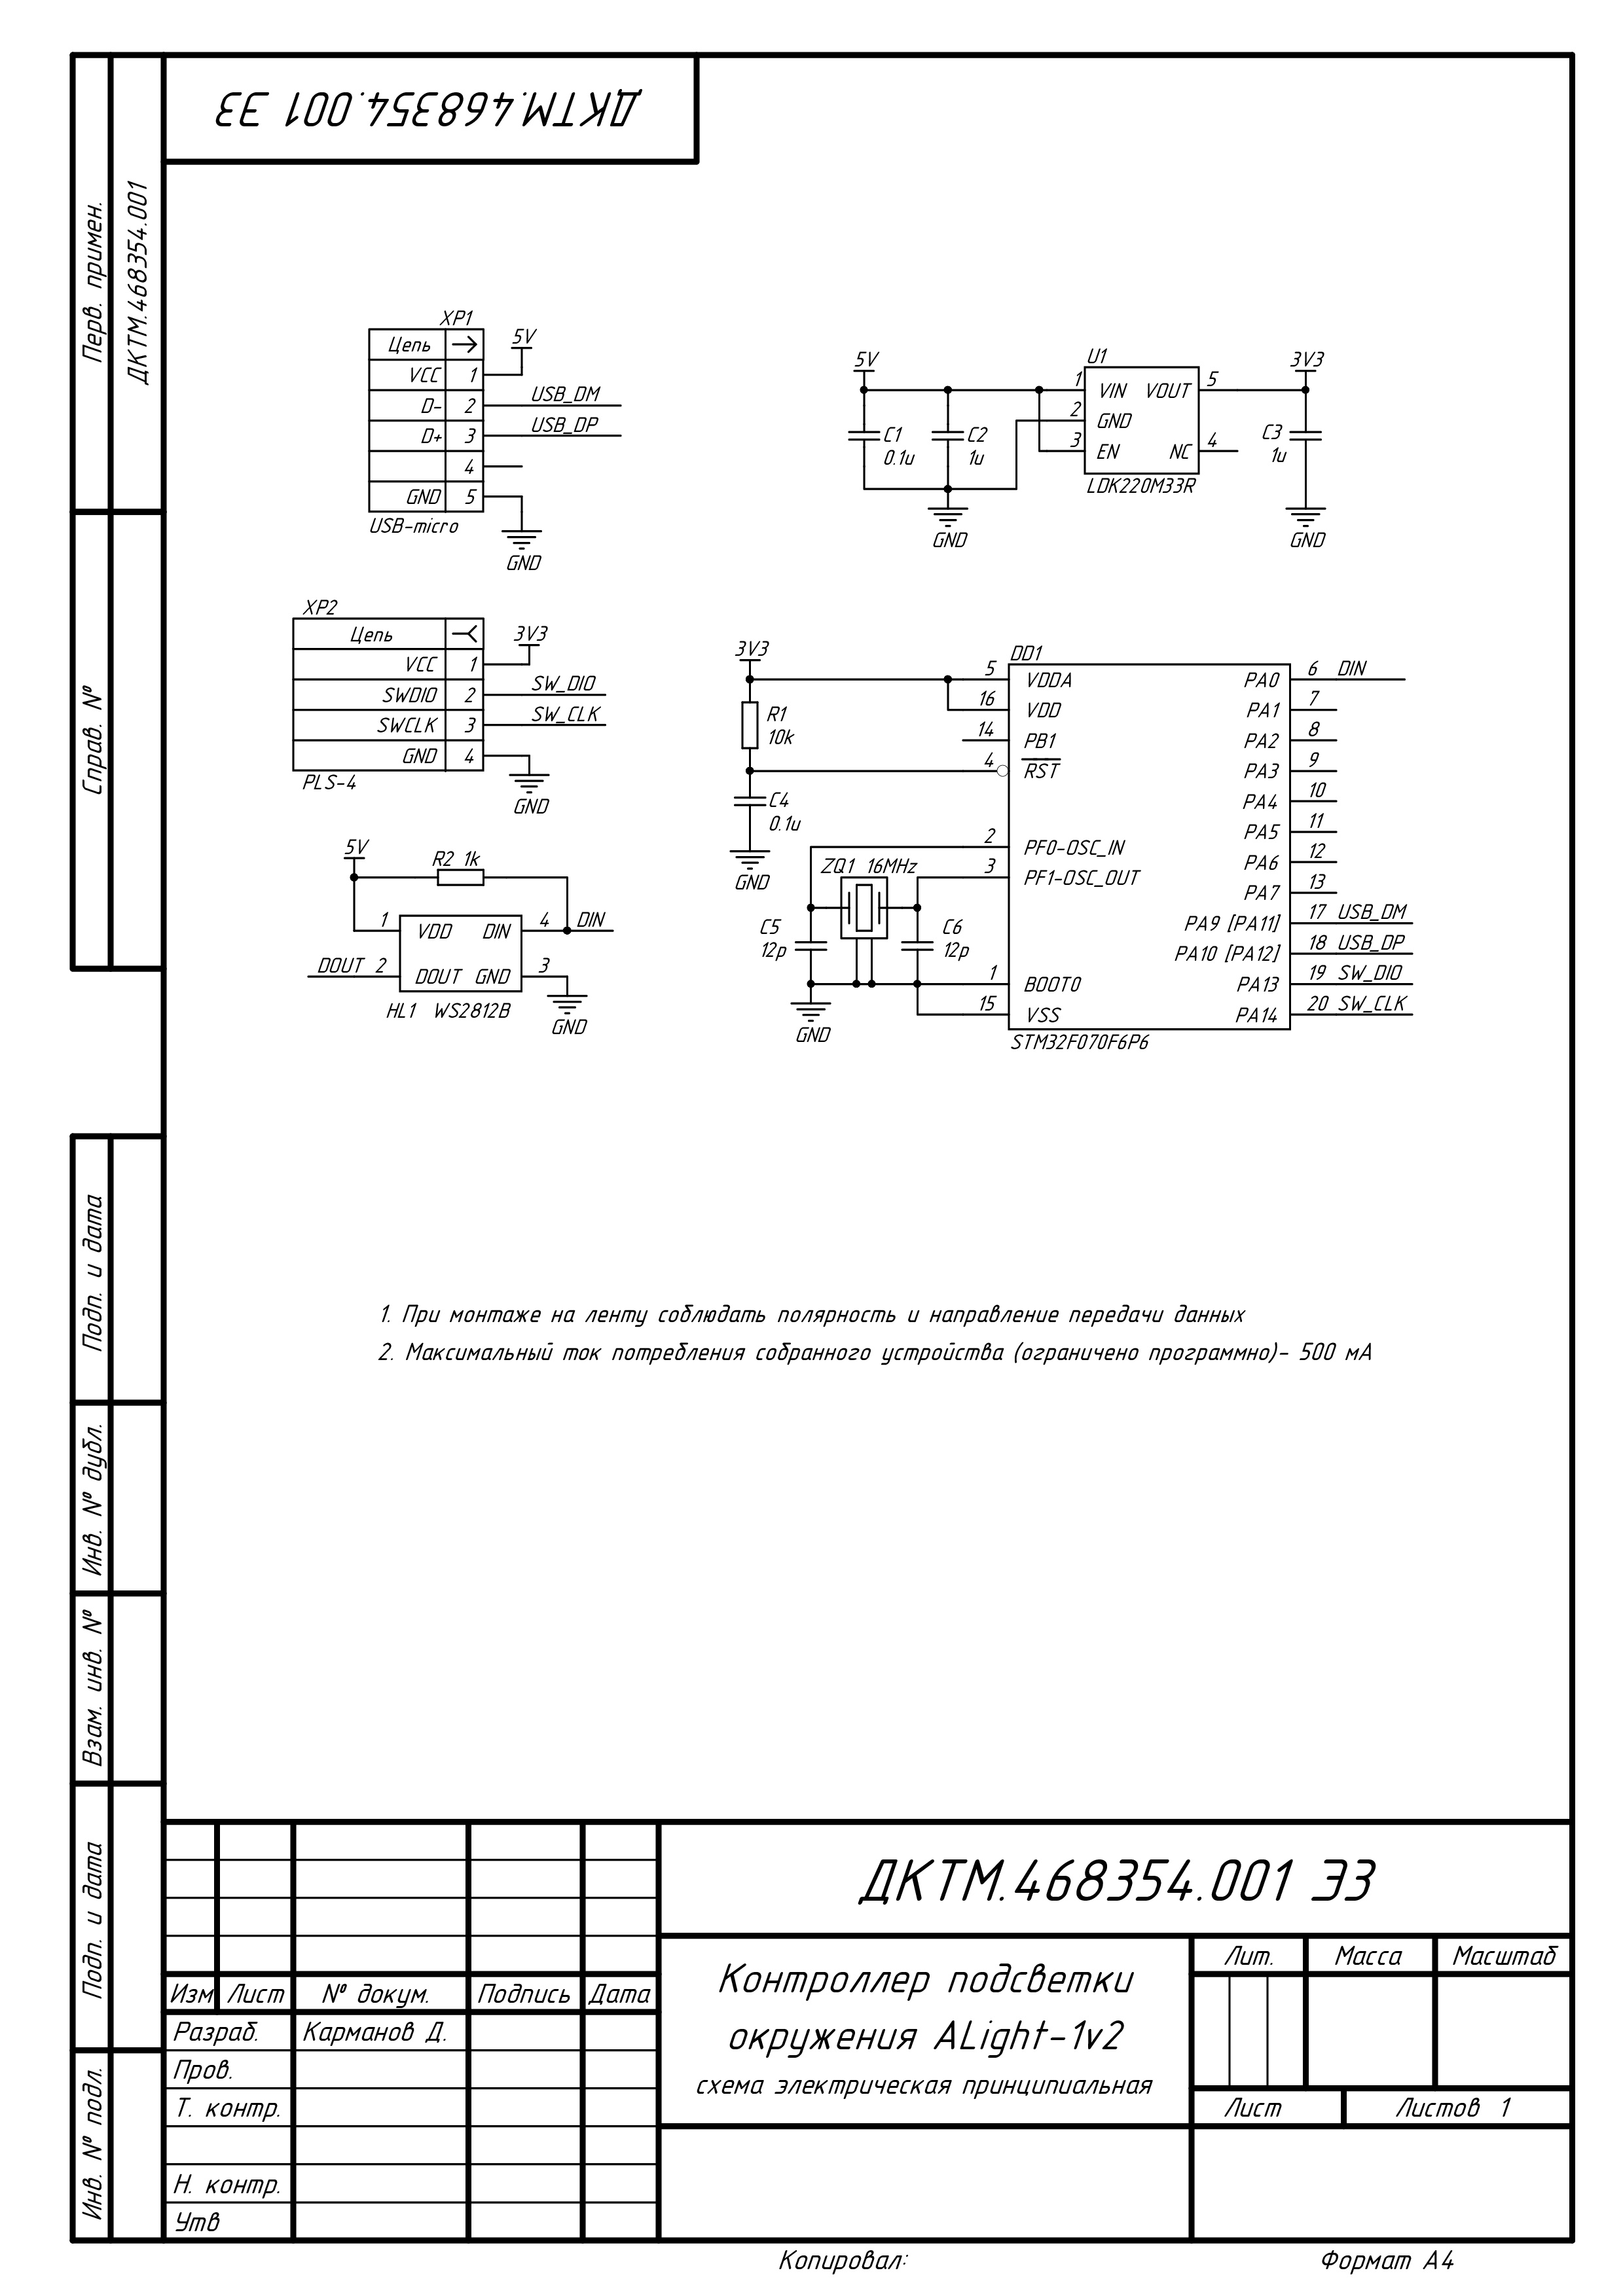 ДКТМ.468354.001 ЭЗ
Перв. примен.
ДКТМ.468354.001
Справ. №
Подп. и дата
Инв. № дубл.
Взам. инв. №
Подп. и дата
Инв. № подл.
XP1
Цепь
VCC 1
D- 2
D+ 3
4
GND 5
USB-micro
5V
USB_DM
USB_DP
GND
5V
C1
0.1u
C2
1u
GND
U1
1 VIN VOUT 5
2 GND
3 EN NC 4
LDK220M33R
3V3
C3
1u
GND
XP2
Цепь
VCC 1
SWDIO 2
SWCLK 3
GND 4
PLS-4
3V3
SW_DIO
SW_CLK
GND
5V
R2 1k
1 VDD DIN 4 DIN
DOUT 2 DOUT GND 3
HL1 WS2812B
GND
3V3
R1
10k
C4
0.1u
GND
ZQ1 16MHz
C5
12p
C6
12p
GND
DD1
5 VDDA PA0 6 DIN
16 VDD PA1 7
14 PB1 PA2 8
4 RST PA3 9
PA4 10
PA5 11
2 PF0-OSC_IN PA6 12
3 PF1-OSC_OUT PA7 13
PA9 [PA11] 17 USB_DM
PA10 [PA12] 18 USB_DP
1 BOOT0 PA13 19 SW_DIO
15 VSS PA14 20 SW_CLK
STM32F070F6P6
1. При монтаже на ленту соблюдать полярность и направление передачи данных
2. Максимальный ток потребления собранного устройства (ограничено программно)- 500 мА
ДКТМ.468354.001 ЭЗ
Изм Лист № докум. Подпись Дата
Разраб. Карманов Д.
Пров.
Т. контр.
Н. контр.
Утв
Контроллер подсветки
окружения ALight-1v2
схема электрическая принципиальная
Лит. Масса Масштаб
Лист Листов 1
Копировал: Формат А4